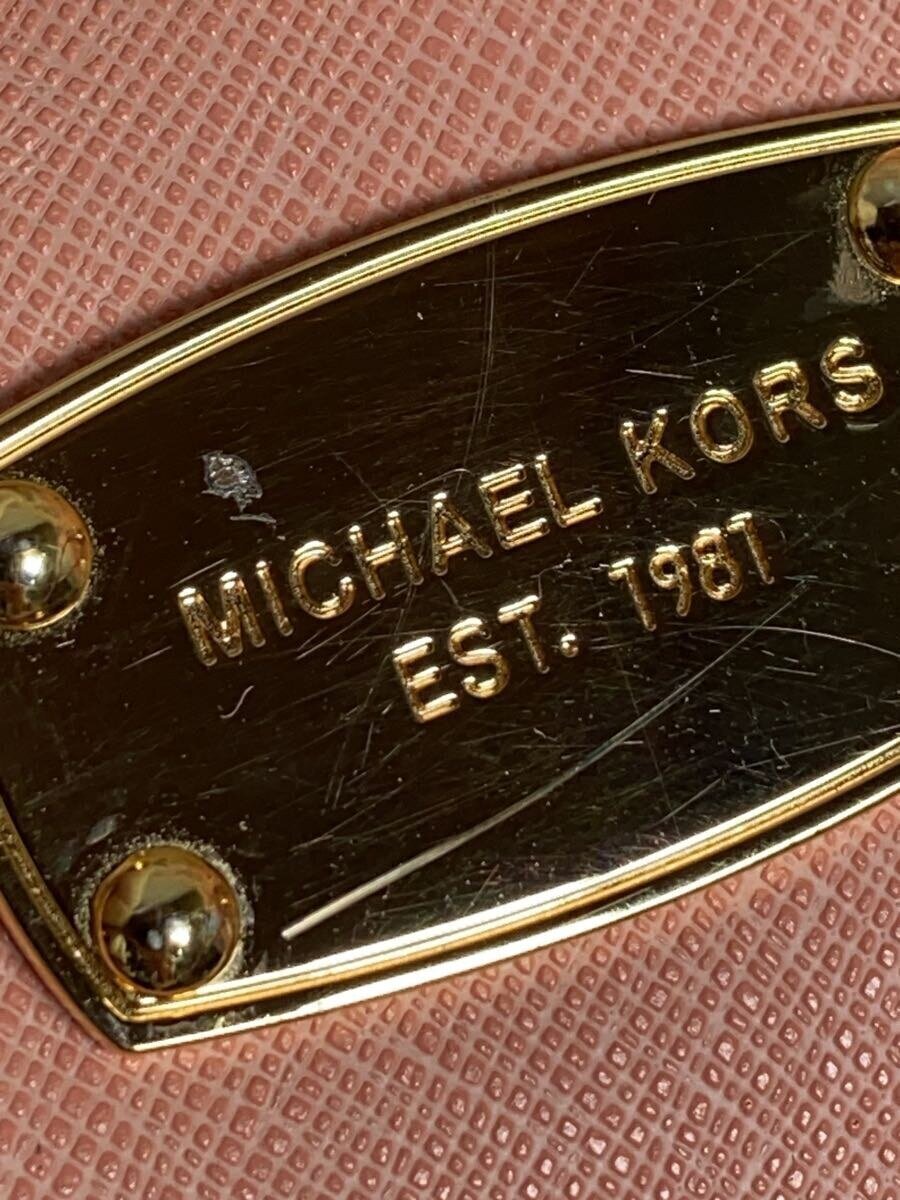 MICHAEL KORS
EST. 1981